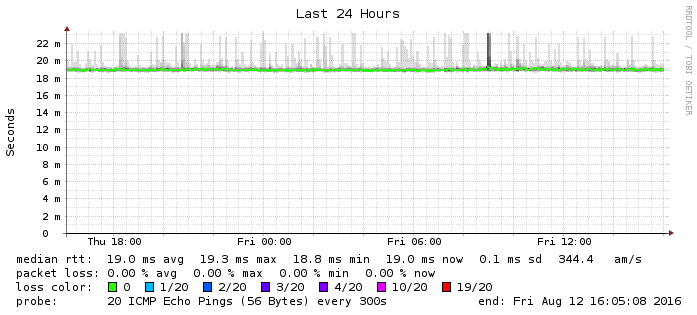 Last 24 Hours
RRDTOOL / TOBI OETIKER
Seconds
22 m
20 m
18 m
16 m
14 m
12 m
10 m
8 m
6 m
4 m
2 m
0
Thu 18:00 Fri 00:00 Fri 06:00 Fri 12:00
median rtt: 19.0 ms avg 19.3 ms max 18.8 ms min 19.0 ms now 0.1 ms sd 344.4 am/s
packet loss: 0.00 % avg 0.00 % max 0.00 % min 0.00 % now
loss color: 0 1/20 2/20 3/20 4/20 10/20 19/20
probe: 20 ICMP Echo Pings (56 Bytes) every 300s end: Fri Aug 12 16:05:08 2016